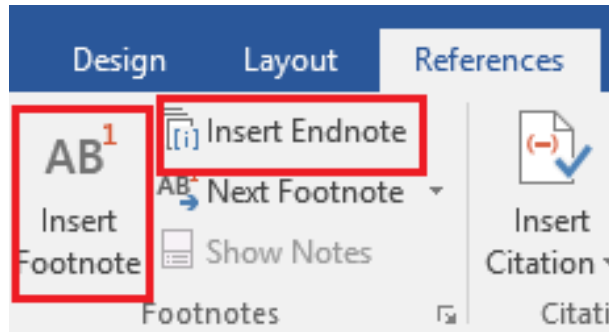 Design Layout References
AB1
Insert
Footnote
[i] Insert Endnote
AB1 Next Footnote
Show Notes
Footnotes
(-)
Insert
Citation
Citati